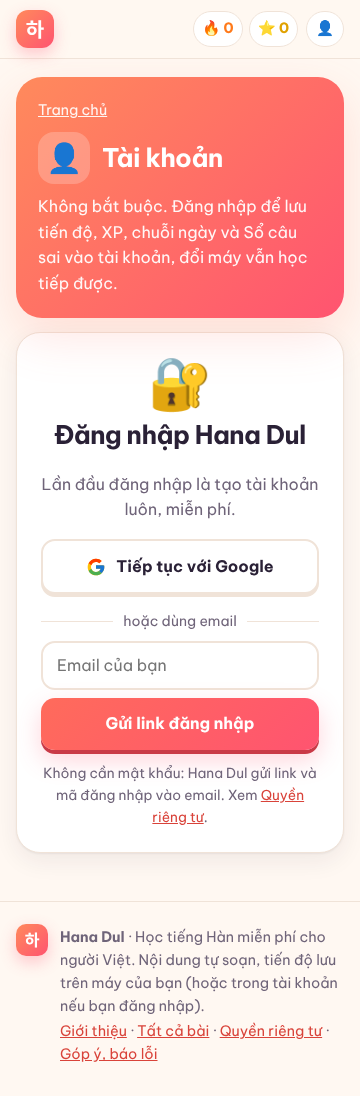 하
🔥 0
⭐ 0
Trang chủ
Tài khoản
Không bắt buộc. Đăng nhập để lưu
tiến độ, XP, chuỗi ngày và Sổ câu
sai vào tài khoản, đổi máy vẫn học
tiếp được.
Đăng nhập Hana Dul
Lần đầu đăng nhập là tạo tài khoản
luôn, miễn phí.
Tiếp tục với Google
hoặc dùng email
Email của bạn
Gửi link đăng nhập
Không cần mật khẩu: Hana Dul gửi link và
mã đăng nhập vào email. Xem Quyền
riêng tư.
하
Hana Dul · Học tiếng Hàn miễn phí cho
người Việt. Nội dung tự soạn, tiến độ lưu
trên máy của bạn (hoặc trong tài khoản
nếu bạn đăng nhập).
Giới thiệu · Tất cả bài · Quyền riêng tư ·
Góp ý, báo lỗi